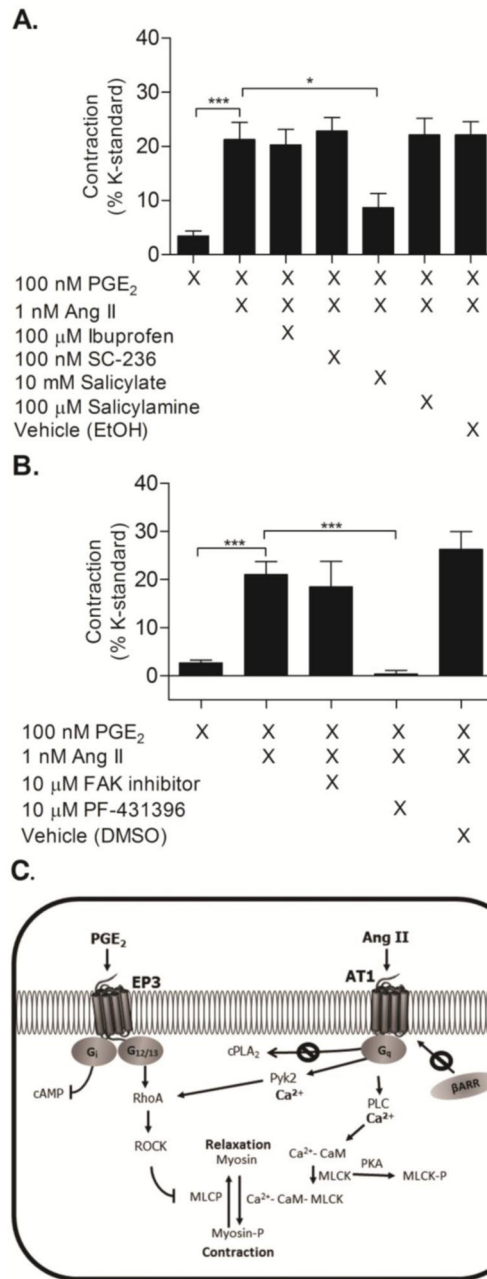 A.
40
30
20
10
0
Contraction
(% K-standard)
***
*
100 nM PGE₂ X X X X X X X
1 nM Ang II X X X X X X
100 μM Ibuprofen X
100 nM SC-236 X
10 mM Salicylate X
100 μM Salicylamine X
Vehicle (EtOH) X
B.
40
30
20
10
0
Contraction
(% K-standard)
***
***
100 nM PGE₂ X X X X X
1 nM Ang II X X X X
10 μM FAK inhibitor X
10 μM PF-431396 X
Vehicle (DMSO) X
C.
PGE₂
Ang II
EP3
AT1
Gi
G12/13
cPLA₂
Gq
cAMP
Pyk2
Ca²⁺
βARR
RhoA
PLC
Ca²⁺
ROCK
Relaxation
Myosin
Ca²⁺- CaM
PKA
MLCK
MLCK-P
MLCP
Ca²⁺- CaM- MLCK
Myosin-P
Contraction